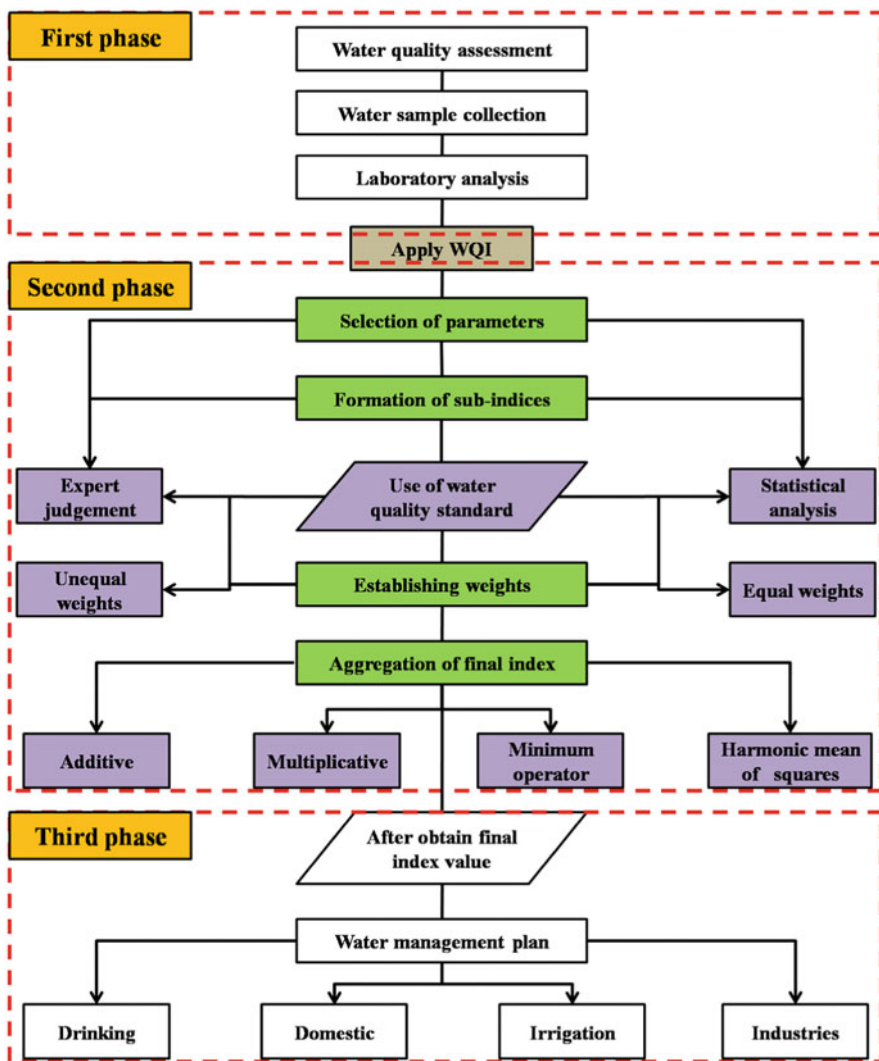 First phase
Water quality assessment
Water sample collection
Laboratory analysis
Apply WQI
Second phase
Selection of parameters
Formation of sub-indices
Expert
judgement
Use of water
quality standard
Statistical
analysis
Unequal
weights
Establishing weights
Equal weights
Aggregation of final index
Additive
Multiplicative
Minimum
operator
Harmonic mean
of squares
Third phase
After obtain final
index value
Water management plan
Drinking
Domestic
Irrigation
Industries